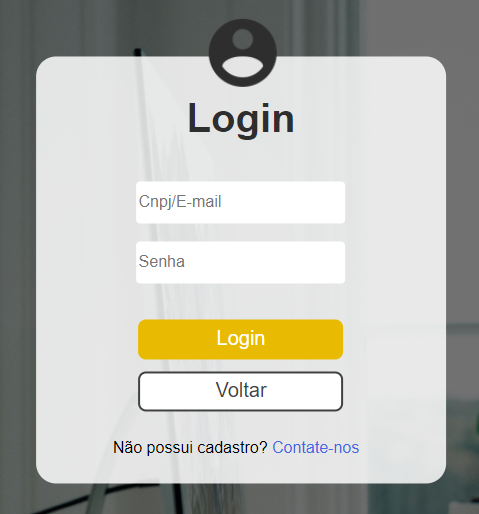 Login
Cnpj/E-mail
Senha
Login
Voltar
Não possui cadastro? Contate-nos